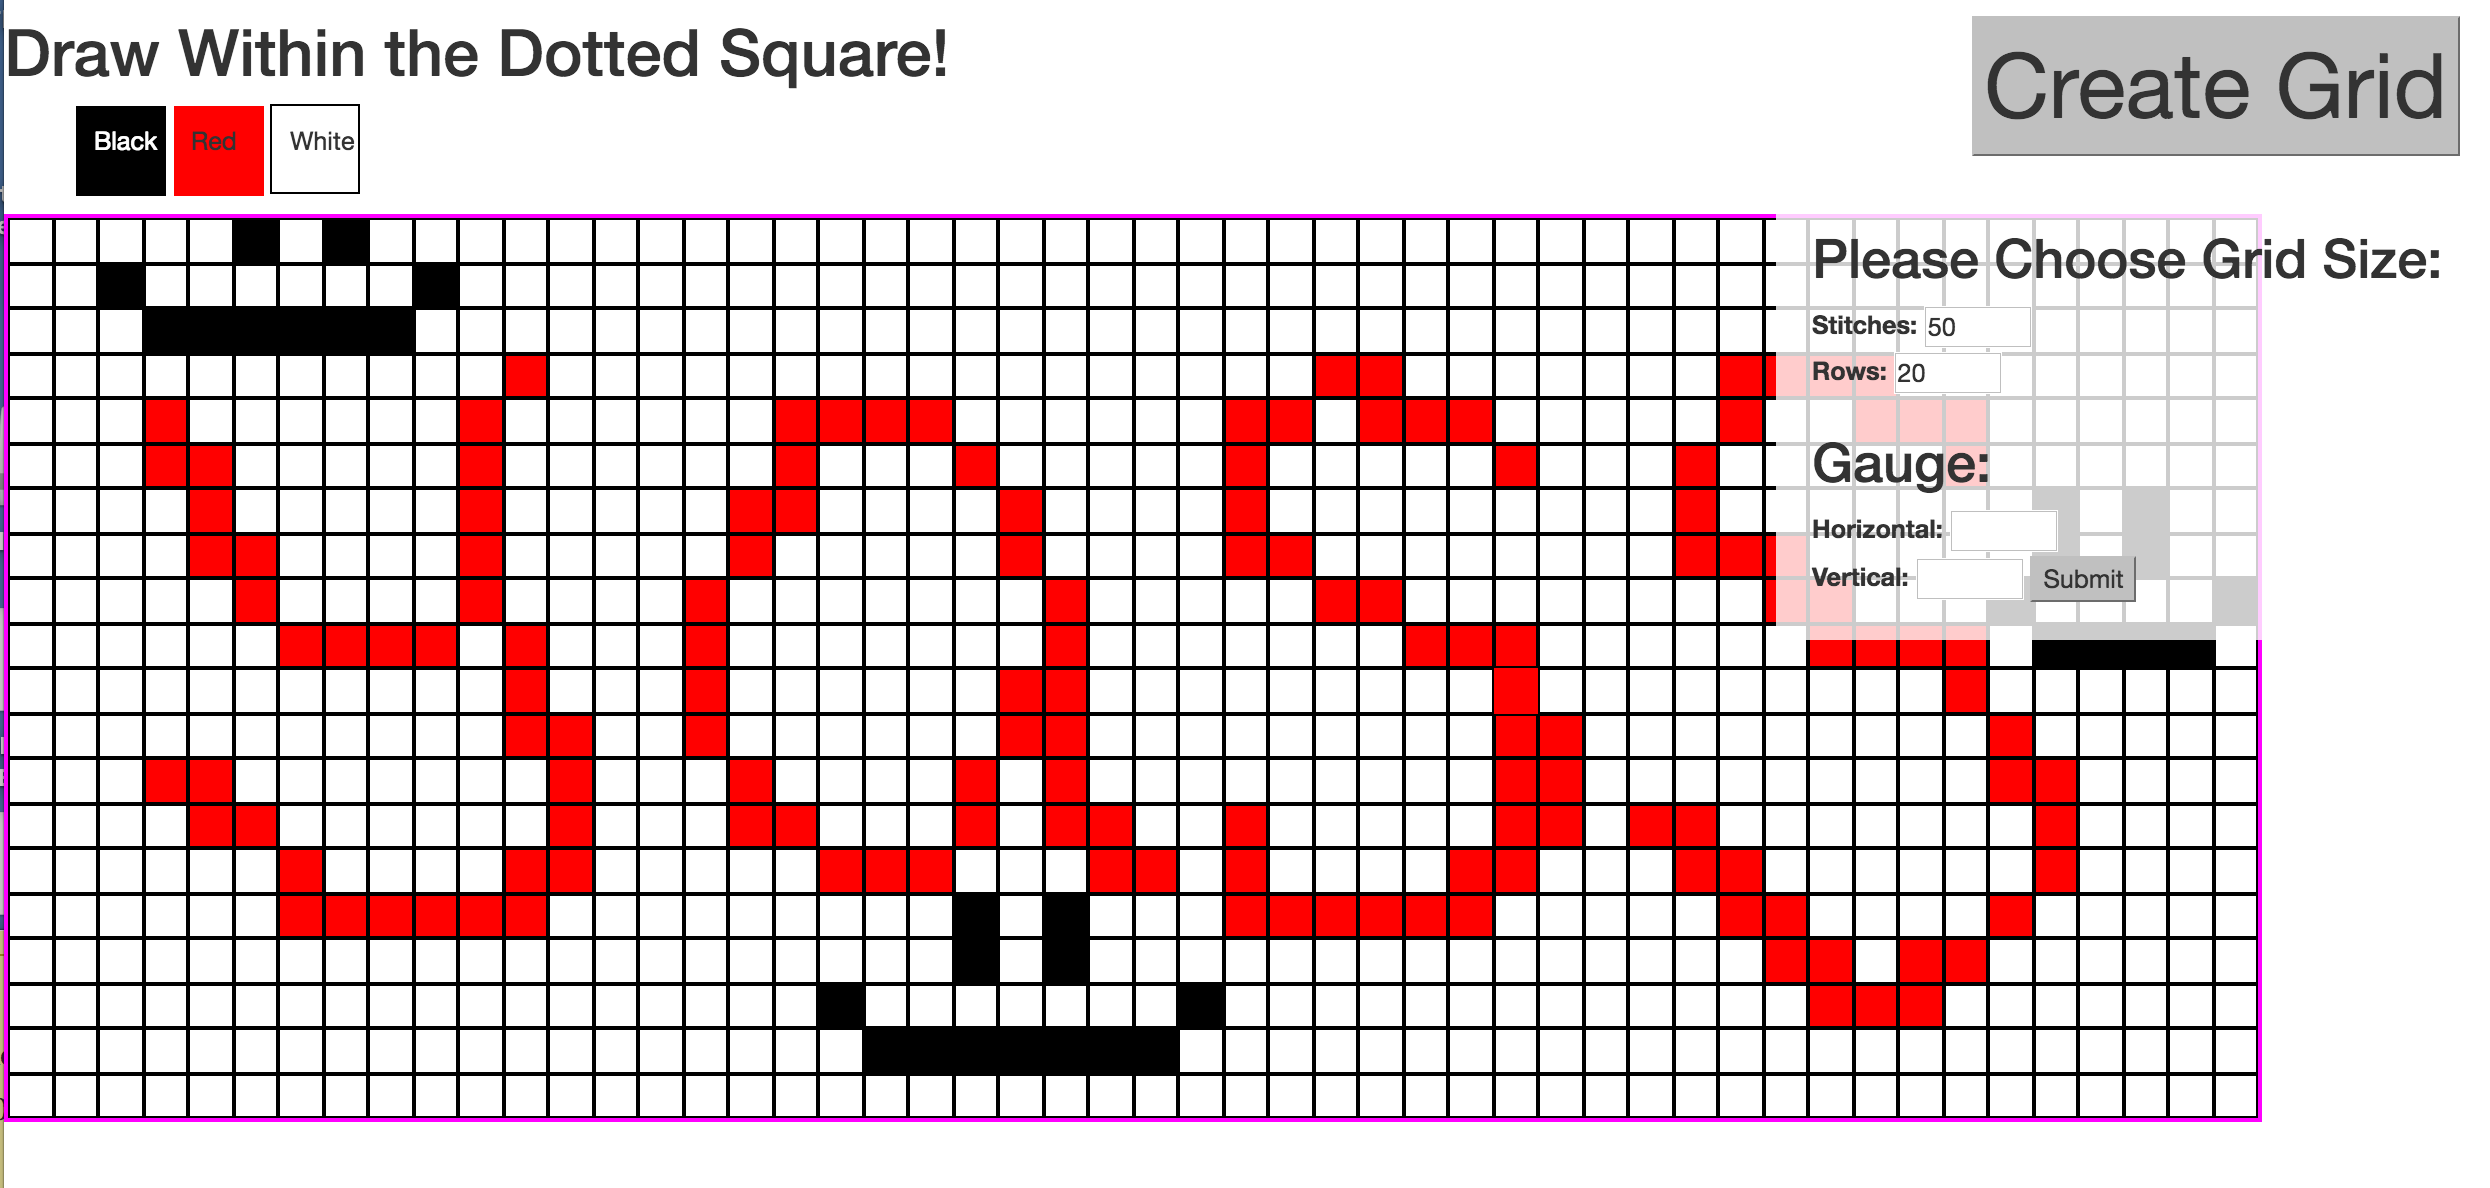 Draw Within the Dotted Square!
Create Grid
Black Red White
Please Choose Grid Size:
Stitches: 50
Rows: 20
Gauge:
Horizontal:
Vertical: Submit
yass